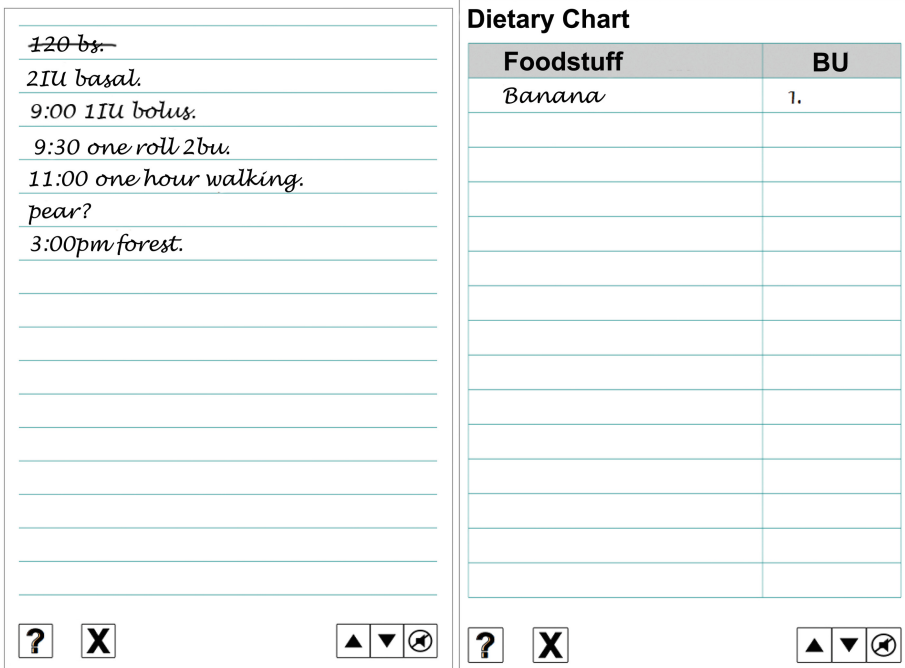 120 bs.
2IU basal.
9:00 1IU bolus.
9:30 one roll 2bu.
11:00 one hour walking.
pear?
3:00pm forest.
? X
Dietary Chart
Foodstuff BU
Banana 1.
? X